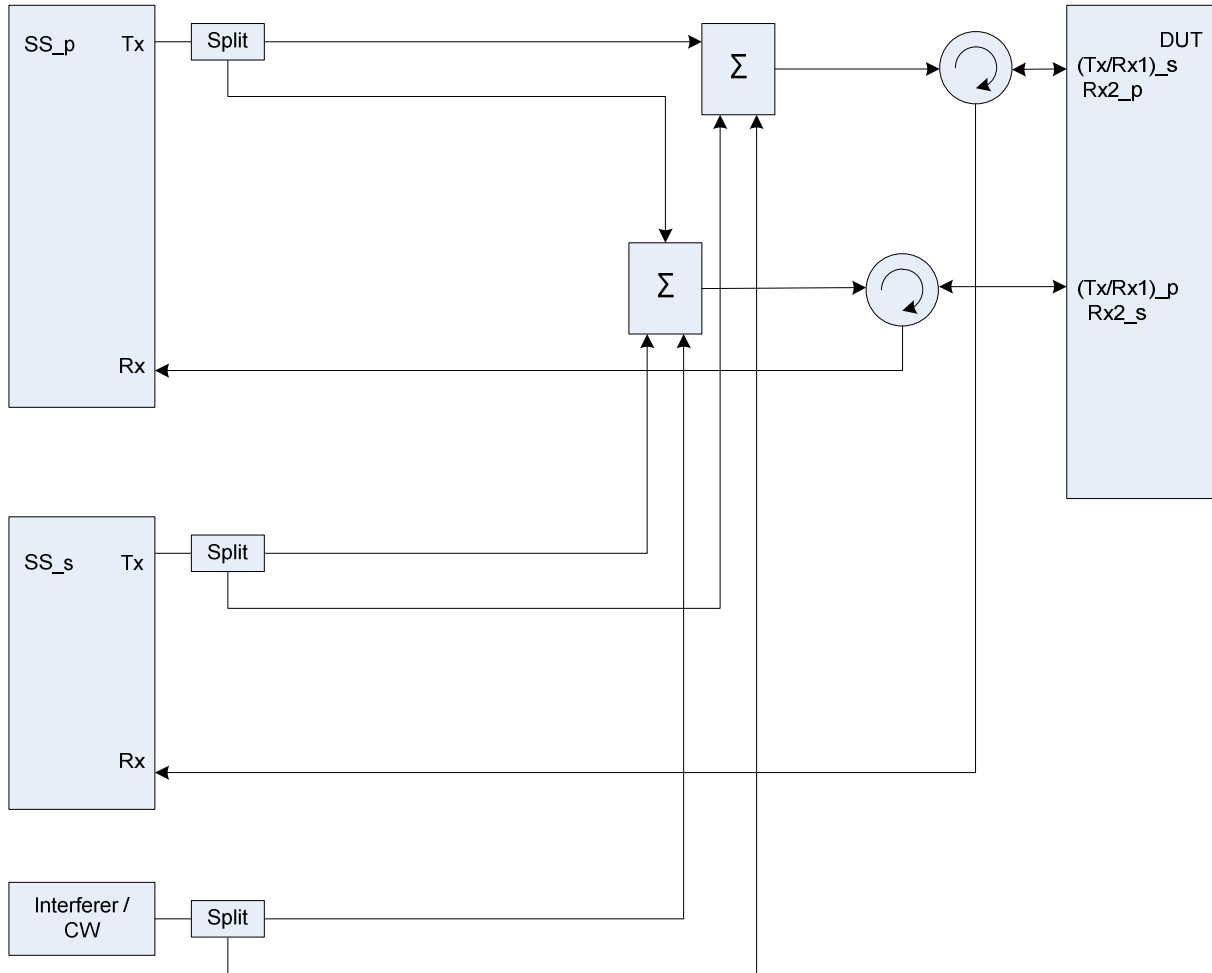 SS_p Tx
Split
Σ
DUT
(Tx/Rx1)_s
Rx2_p
Σ
(Tx/Rx1)_p
Rx2_s
Rx
SS_s Tx
Split
Rx
Interferer /
CW
Split